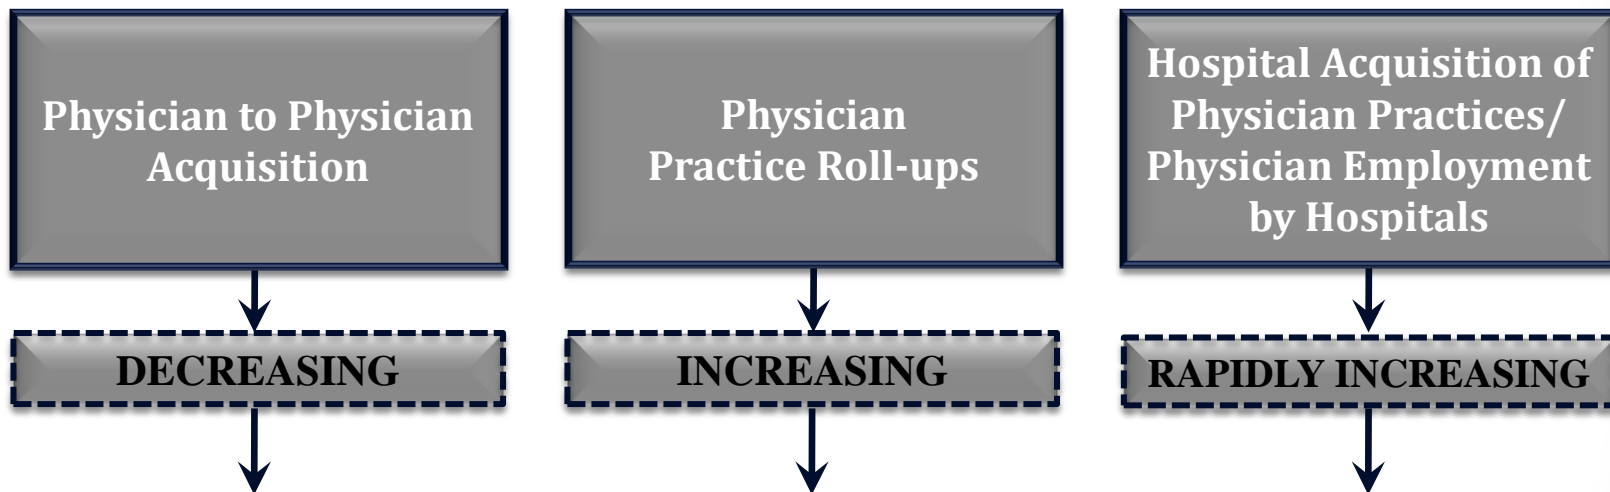 Physician to Physician
Acquisition
Physician
Practice Roll-ups
Hospital Acquisition of
Physician Practices/
Physician Employment
by Hospitals
DECREASING
INCREASING
RAPIDLY INCREASING